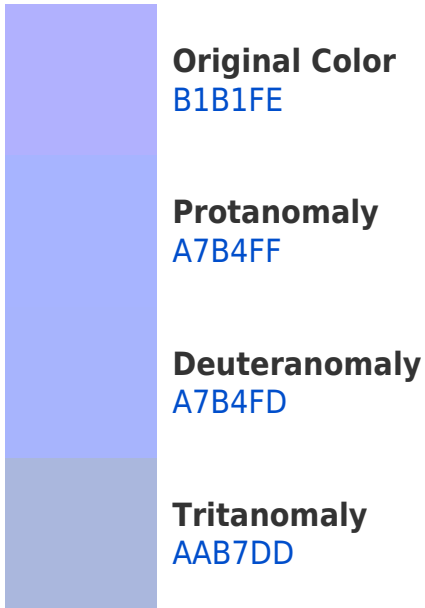 Original Color
B1B1FE
Protanomaly
A7B4FF
Deuteranomaly
A7B4FD
Tritanomaly
AAB7DD